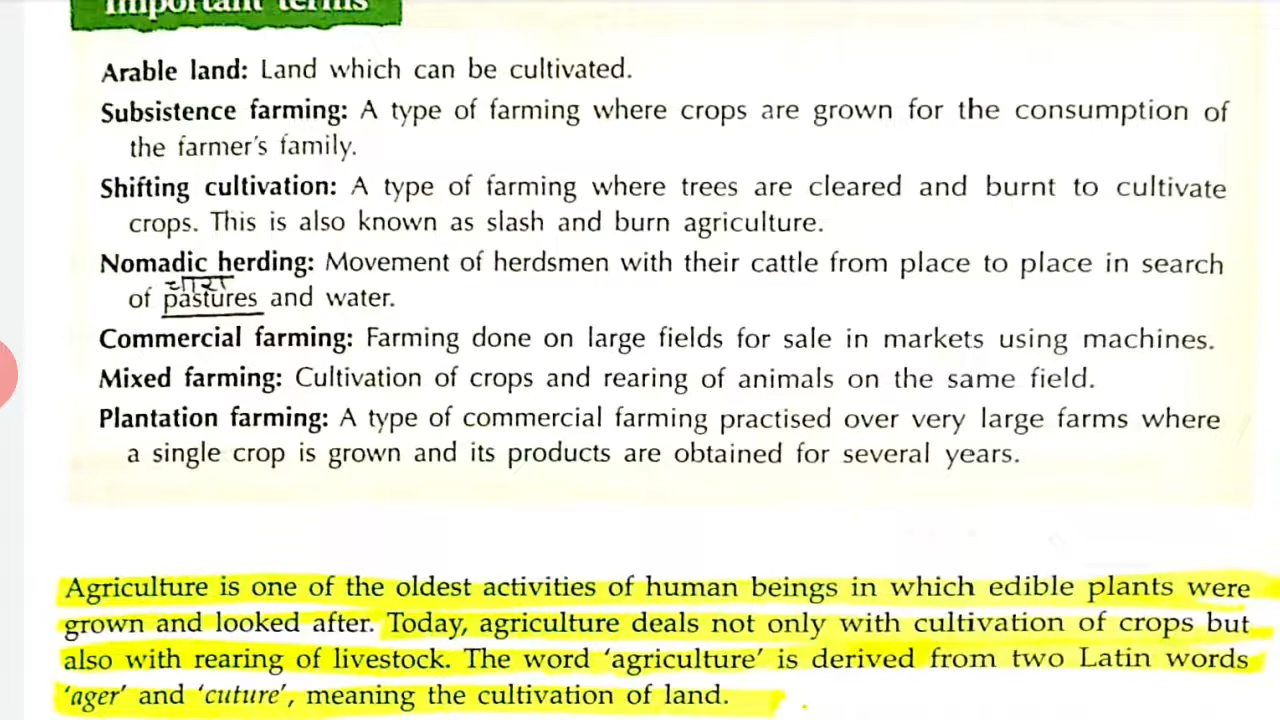 Important terms
Arable land: Land which can be cultivated.
Subsistence farming: A type of farming where crops are grown for the consumption of
the farmer's family.
Shifting cultivation: A type of farming where trees are cleared and burnt to cultivate
crops. This is also known as slash and burn agriculture.
Nomadic herding: Movement of herdsmen with their cattle from place to place in search
चारा
of pastures and water.
Commercial farming: Farming done on large fields for sale in markets using machines.
Mixed farming: Cultivation of crops and rearing of animals on the same field.
Plantation farming: A type of commercial farming practised over very large farms where
a single crop is grown and its products are obtained for several years.
Agriculture is one of the oldest activities of human beings in which edible plants were
grown and looked after. Today, agriculture deals not only with cultivation of crops but
also with rearing of livestock. The word 'agriculture' is derived from two Latin words
'ager' and 'cuture', meaning the cultivation of land.